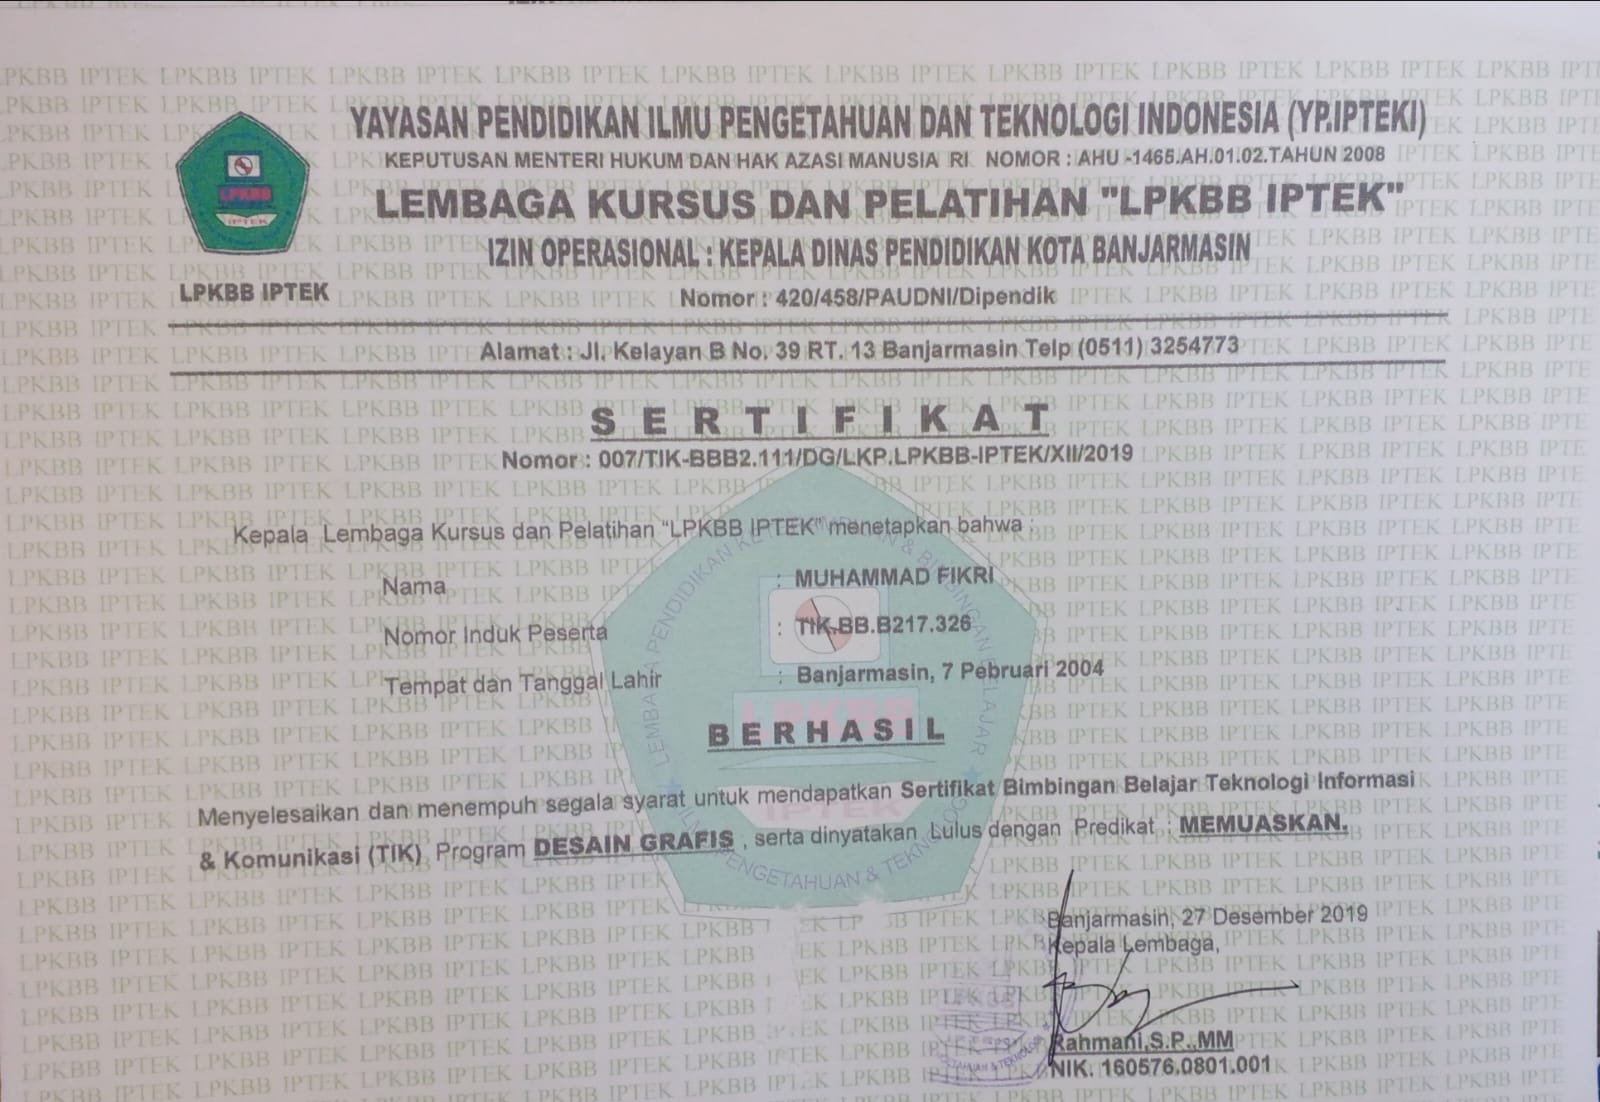 YAYASAN PENDIDIKAN ILMU PENGETAHUAN DAN TEKNOLOGI INDONESIA (YP.IPTEKI)
KEPUTUSAN MENTERI HUKUM DAN HAK AZASI MANUSIA RI NOMOR : AHU -1465.AH.01.02.TAHUN 2008
LEMBAGA KURSUS DAN PELATIHAN "LPKBB IPTEK"
IZIN OPERASIONAL : KEPALA DINAS PENDIDIKAN KOTA BANJARMASIN
LPKBB
IPTEK
LPKBB IPTEK
Nomor : 420/458/PAUDNI/Dipendik
Alamat : Jl. Kelayan B No. 39 RT. 13 Banjarmasin Telp (0511) 3254773
SERTIFIKAT
Nomor : 007/TIK-BBB2.111/DG/LKP.LPKBB-IPTEK/XII/2019
Kepala Lembaga Kursus dan Pelatihan "LPKBB IPTEK" menetapkan bahwa :
Nama : MUHAMMAD FIKRI
Nomor Induk Peserta : TIK.BB.B217.326
Tempat dan Tanggal Lahir : Banjarmasin, 7 Pebruari 2004
BERHASIL
Menyelesaikan dan menempuh segala syarat untuk mendapatkan Sertifikat Bimbingan Belajar Teknologi Informasi
& Komunikasi (TIK) Program DESAIN GRAFIS , serta dinyatakan Lulus dengan Predikat : MEMUASKAN.
Banjarmasin, 27 Desember 2019
Kepala Lembaga,
Rahmani,S.P.,MM
NIK. 160576.0801.001